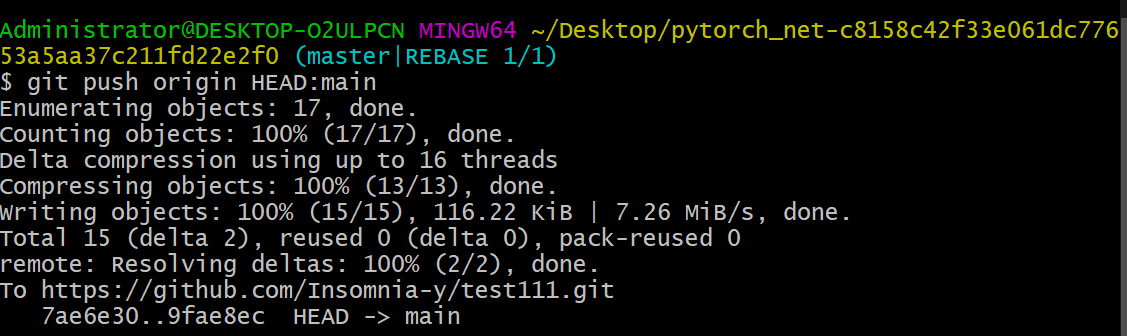 Administrator@DESKTOP-O2ULPCN MINGW64 ~/Desktop/pytorch_net-c8158c42f33e061dc776
53a5aa37c211fd22e2f0 (master|REBASE 1/1)
$ git push origin HEAD:main
Enumerating objects: 17, done.
Counting objects: 100% (17/17), done.
Delta compression using up to 16 threads
Compressing objects: 100% (13/13), done.
Writing objects: 100% (15/15), 116.22 KiB | 7.26 MiB/s, done.
Total 15 (delta 2), reused 0 (delta 0), pack-reused 0
remote: Resolving deltas: 100% (2/2), done.
To https://github.com/Insomnia-y/test111.git
   7ae6e30..9fae8ec  HEAD -> main